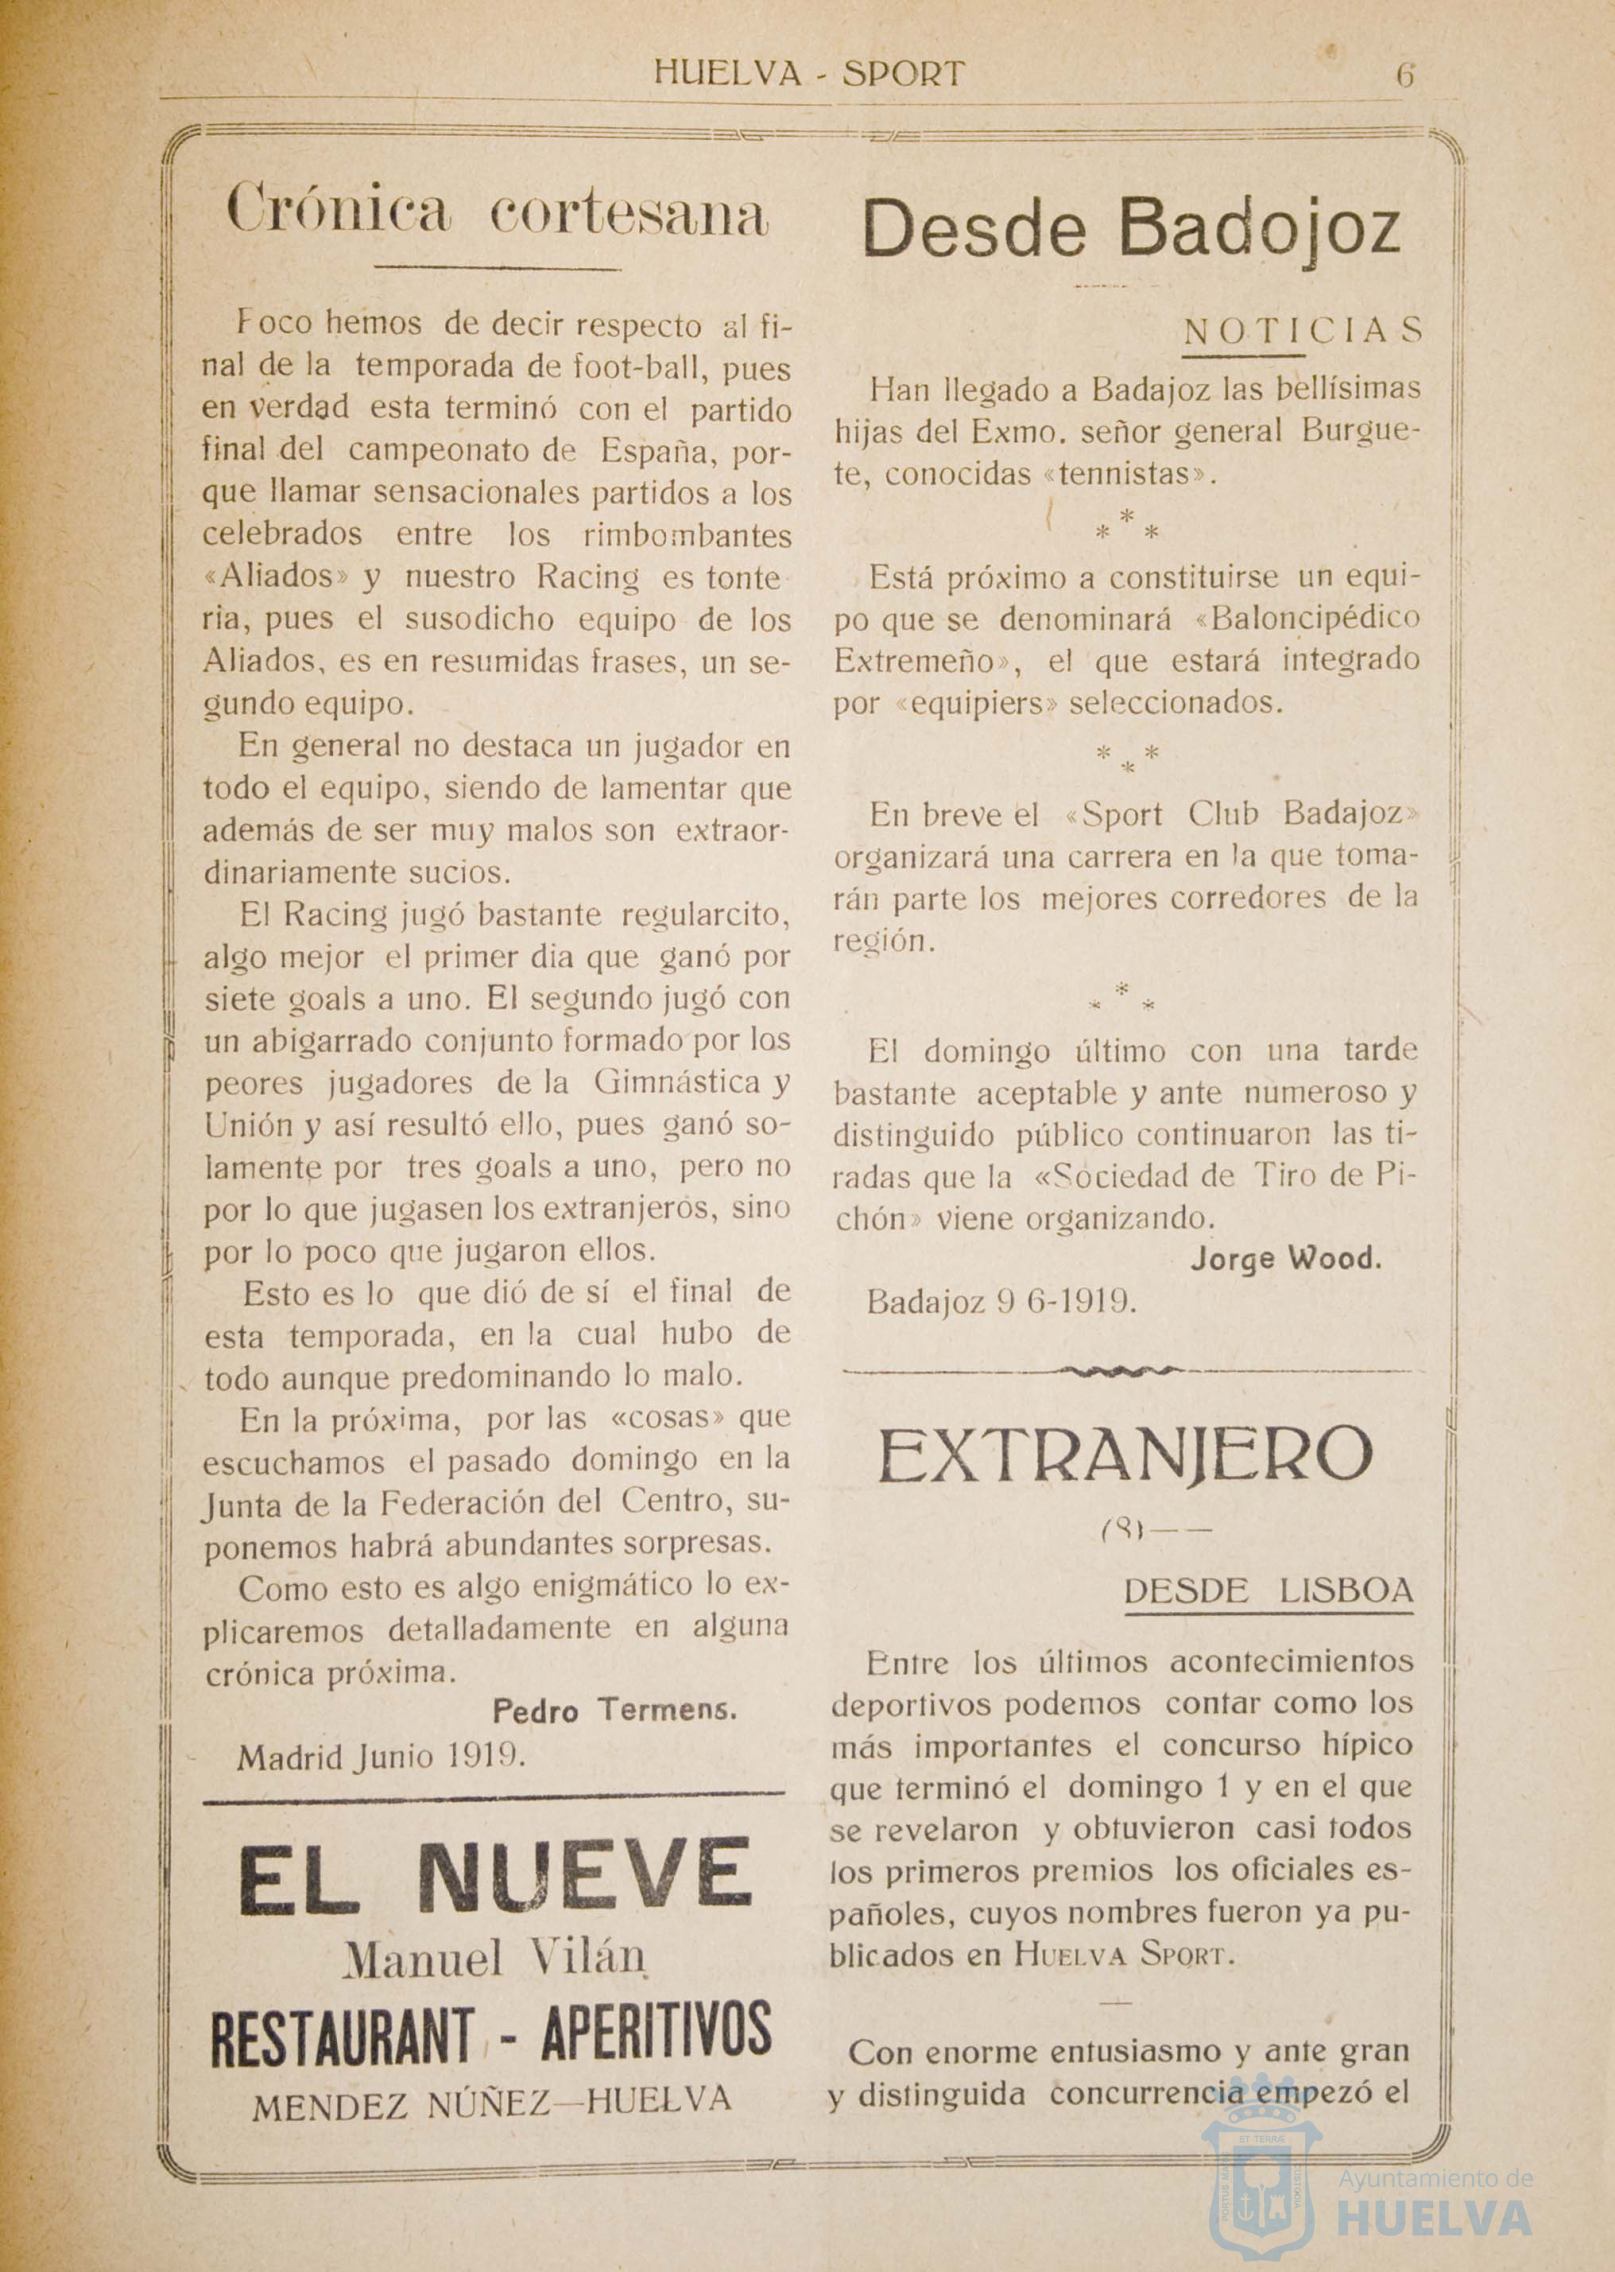 HUELVA - SPORT
6
Crónica cortesana
Foco hemos de decir respecto al fi-
nal de la temporada de foot-ball, pues
en verdad esta terminó con el partido
final del campeonato de España, por-
que llamar sensacionales partidos a los
celebrados entre los rimbombantes
«Aliados» y nuestro Racing es tonte
ria, pues el susodicho equipo de los
Aliados, es en resumidas frases, un se-
gundo equipo.
En general no destaca un jugador en
todo el equipo, siendo de lamentar que
además de ser muy malos son extraor-
dinariamente sucios.
El Racing jugó bastante regularcito,
algo mejor el primer dia que ganó por
siete goals a uno. El segundo jugó con
un abigarrado conjunto formado por los
peores jugadores de la Gimnástica y
Unión y así resultó ello, pues ganó so-
lamente por tres goals a uno, pero no
por lo que jugasen los extranjeros, sino
por lo poco que jugaron ellos.
Esto es lo que dió de sí el final de
esta temporada, en la cual hubo de
todo aunque predominando lo malo.
En la próxima, por las «cosas» que
escuchamos el pasado domingo en la
Junta de la Federación del Centro, su-
ponemos habrá abundantes sorpresas.
Como esto es algo enigmático lo ex-
plicaremos detalladamente en alguna
crónica próxima.
Pedro Termens.
Madrid Junio 1919.
EL NUEVE
Manuel Vilán
RESTAURANT - APERITIVOS
MENDEZ NÚÑEZ—HUELVA
Desde Badojoz
NOTICIAS
Han llegado a Badajoz las bellísimas
hijas del Exmo. señor general Burgue-
te, conocidas «tennistas».
* * *
Está próximo a constituirse un equi-
po que se denominará «Baloncipédico
Extremeño», el que estará integrado
por «equipiers» seleccionados.
* * *
En breve el «Sport Club Badajoz»
organizará una carrera en la que toma-
rán parte los mejores corredores de la
región.
* * *
El domingo último con una tarde
bastante aceptable y ante numeroso y
distinguido público continuaron las ti-
radas que la «Sociedad de Tiro de Pi-
chón» viene organizando.
Jorge Wood.
Badajoz 9 6-1919.
EXTRANJERO
(8)——
DESDE LISBOA
Entre los últimos acontecimientos
deportivos podemos contar como los
más importantes el concurso hípico
que terminó el domingo 1 y en el que
se revelaron y obtuvieron casi todos
los primeros premios los oficiales es-
pañoles, cuyos nombres fueron ya pu-
blicados en HUELVA SPORT.
Con enorme entusiasmo y ante gran
y distinguida concurrencia empezó el
Ayuntamiento de
HUELVA